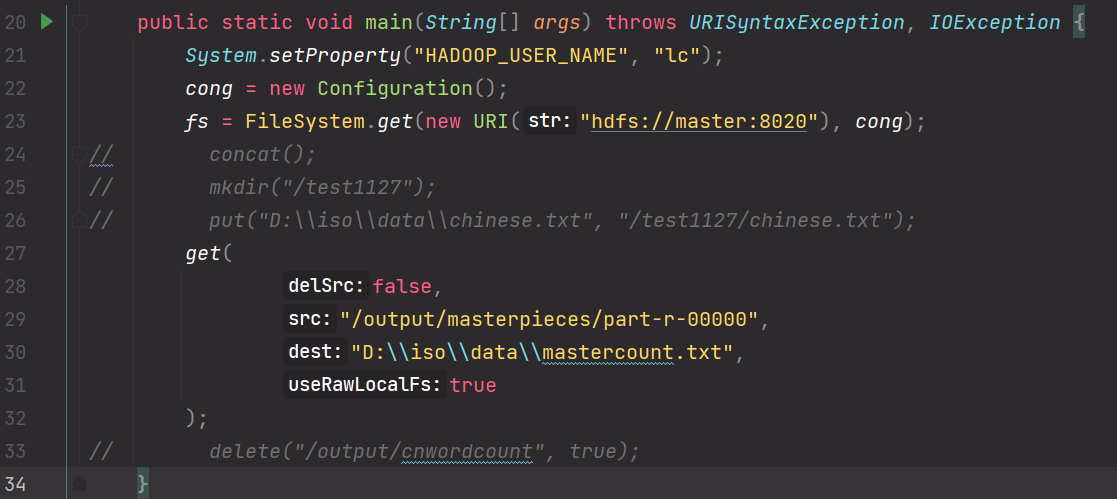 20 public static void main(String[] args) throws URISyntaxException, IOException {
21 System.setProperty("HADOOP_USER_NAME", "lc");
22 cong = new Configuration();
23 fs = FileSystem.get(new URI( str: "hdfs://master:8020"), cong);
24 // concat();
25 // mkdir("/test1127");
26 // put("D:\\iso\\data\\chinese.txt", "/test1127/chinese.txt");
27 get(
28 delSrc: false,
29 src: "/output/masterpieces/part-r-00000",
30 dest: "D:\\iso\\data\\mastercount.txt",
31 useRawLocalFs: true
32 );
33 // delete("/output/cnwordcount", true);
34 }